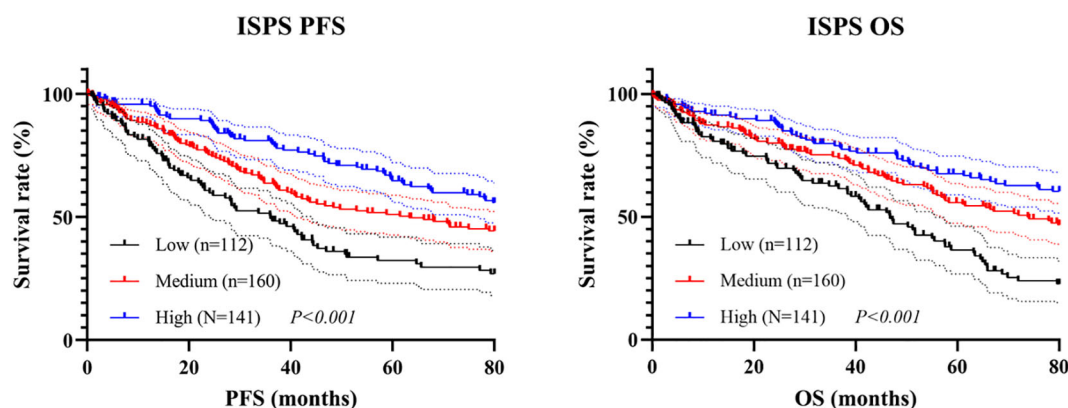 ISPS PFS
Survival rate (%)
100
50
0
Low (n=112)
Medium (n=160)
High (N=141) P<0.001
0 20 40 60 80
PFS (months)
ISPS OS
Survival rate (%)
100
50
0
Low (n=112)
Medium (n=160)
High (N=141) P<0.001
0 20 40 60 80
OS (months)